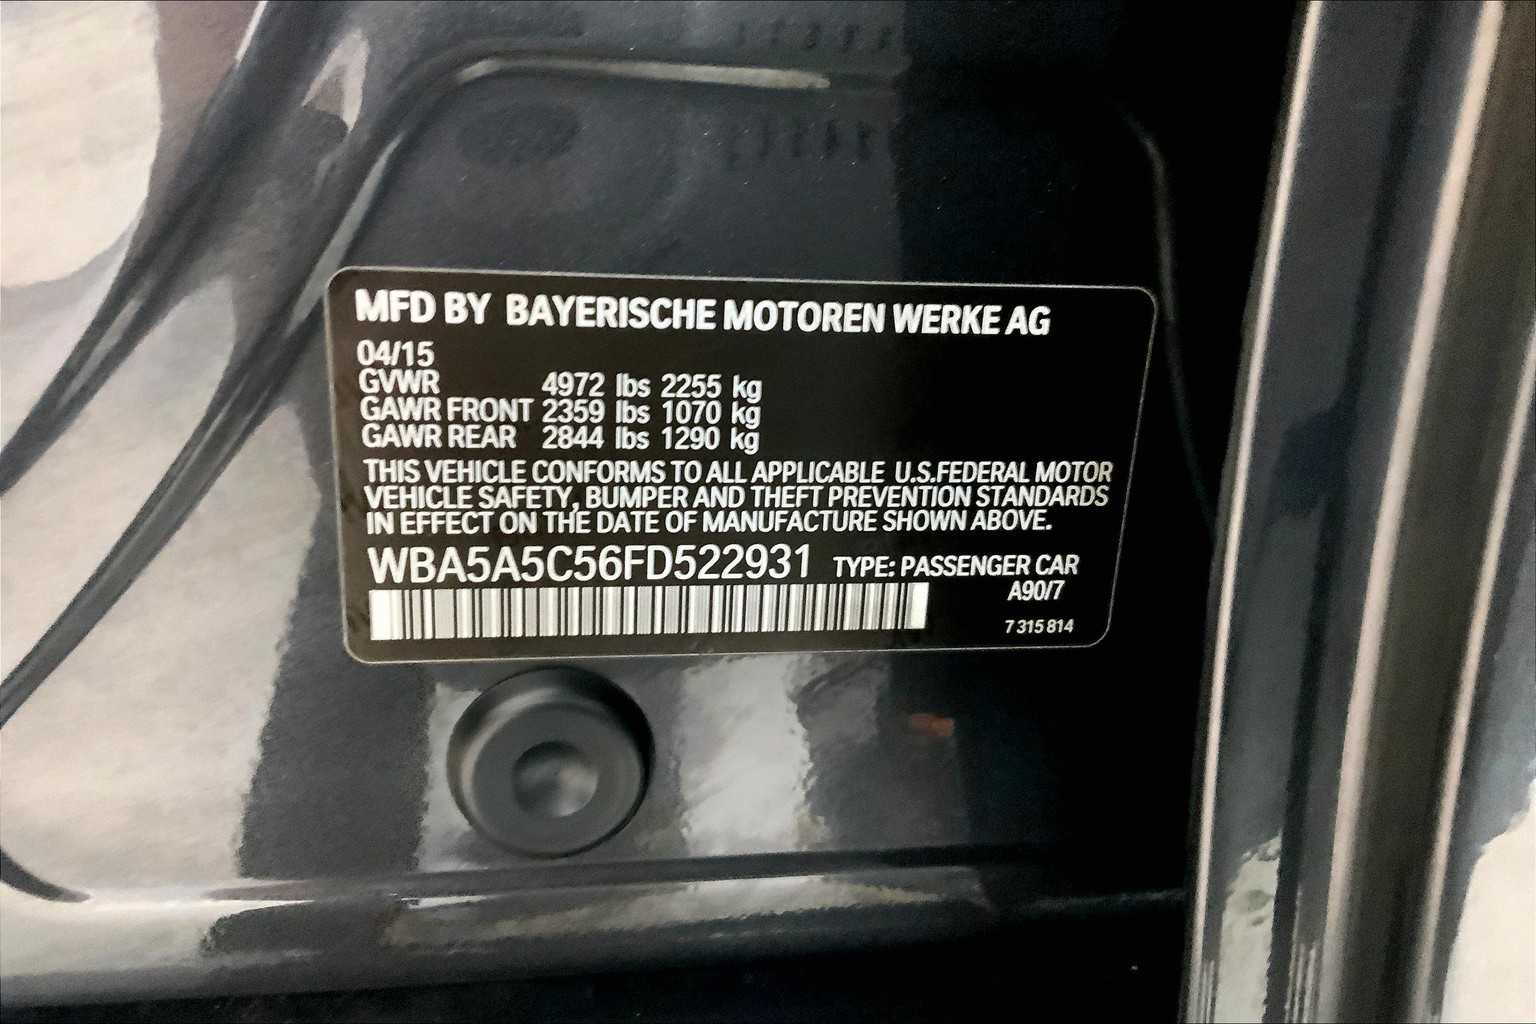 MFD BY BAYERISCHE MOTOREN WERKE AG
04/15
GVWR 4972 lbs 2255 kg
GAWR FRONT 2359 lbs 1070 kg
GAWR REAR 2844 lbs 1290 kg
THIS VEHICLE CONFORMS TO ALL APPLICABLE U.S.FEDERAL MOTOR
VEHICLE SAFETY, BUMPER AND THEFT PREVENTION STANDARDS
IN EFFECT ON THE DATE OF MANUFACTURE SHOWN ABOVE.
WBA5A5C56FD522931 TYPE: PASSENGER CAR
A90/7
7 315 814